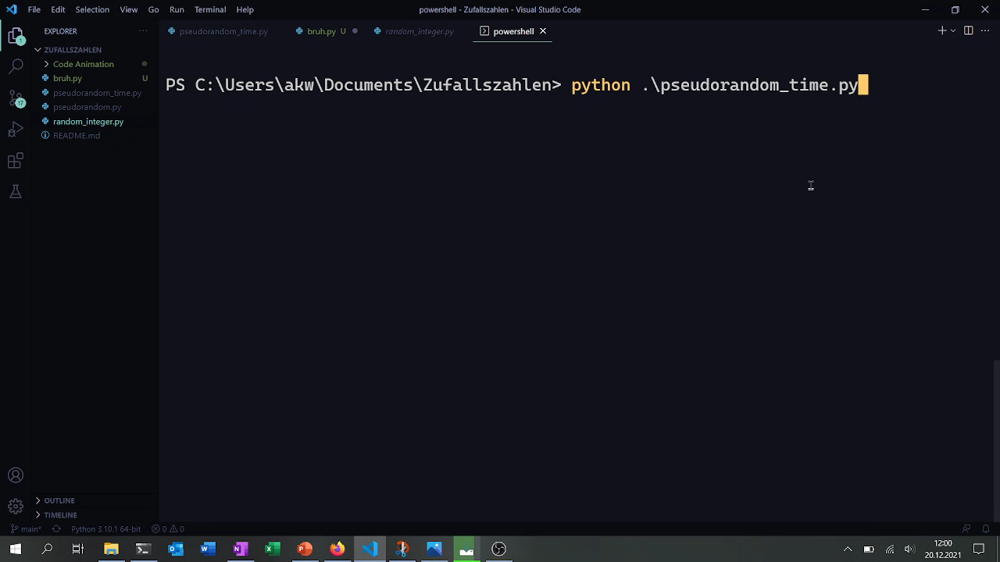 File Edit Selection View Go Run Terminal Help
powershell - Zufallszahlen - Visual Studio Code
EXPLORER
pseudorandom_time.py
bruh.py U
random_integer.py
powershell
ZUFALLSZAHLEN
Code Animation
bruh.py U
pseudorandom_time.py
pseudorandom.py
random_integer.py
README.md
PS C:\Users\akw\Documents\Zufallszahlen> python .\pseudorandom_time.py
1
17
OUTLINE
TIMELINE
main* Python 3.10.1 64-bit 0 0
12:00
20.12.2021